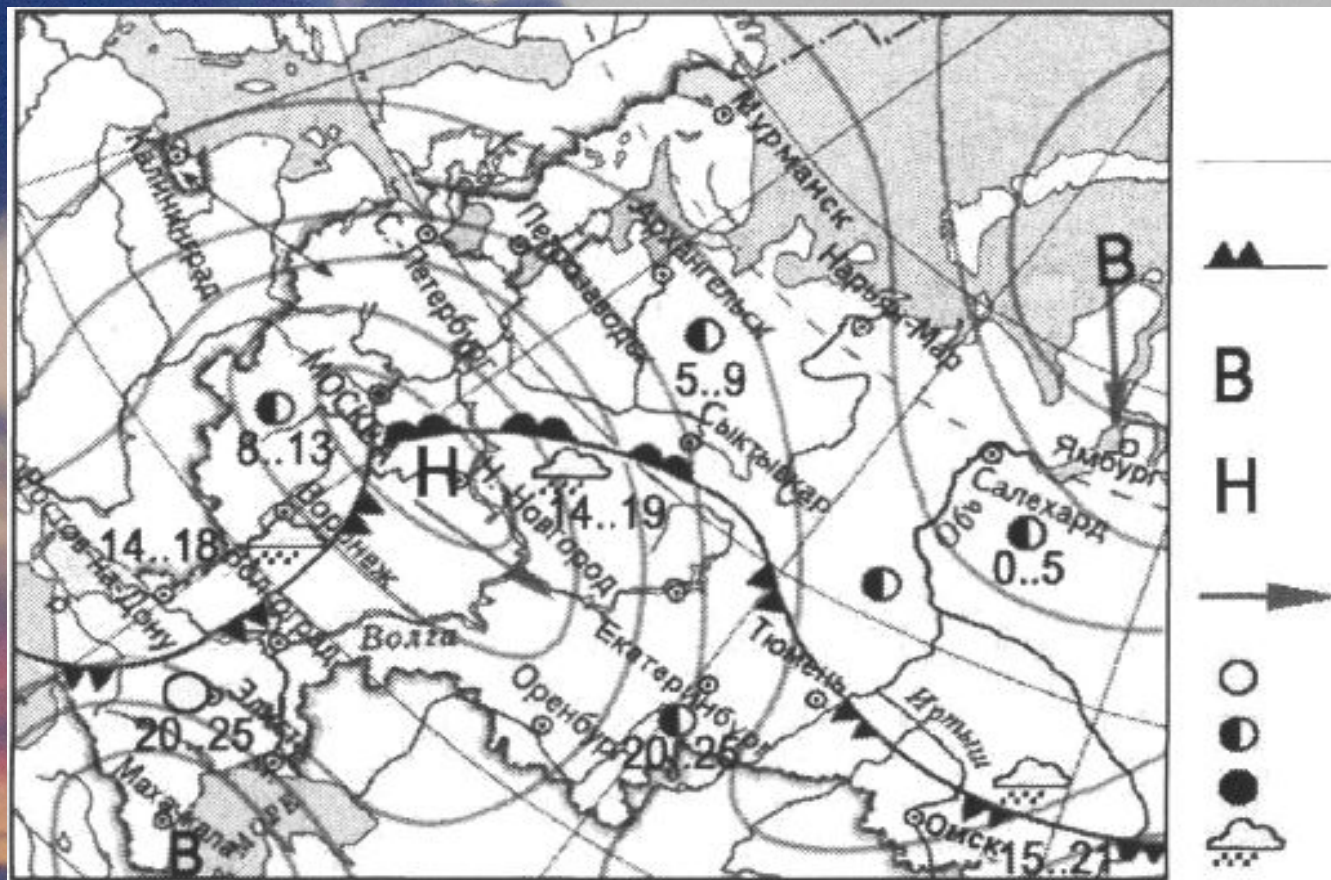 Мурманск
Калининград
С.-Петербург
Петрозаводск
Архангельск
Нарьян-Мар
В
5..9
МОСКВА
8..13
Н
Н. Новгород
14..19
Сыктывкар
Ямбург
Салехард
Обь
0..5
Ростов-на-Дону
14..18
Воронеж
Волгоград
Волга
Екатеринбург
Тюмень
Оренбург
Иртыш
Элиста
20..25
20..25
Махачкала
МОРЕ
В
Омск
15..21
В
Н